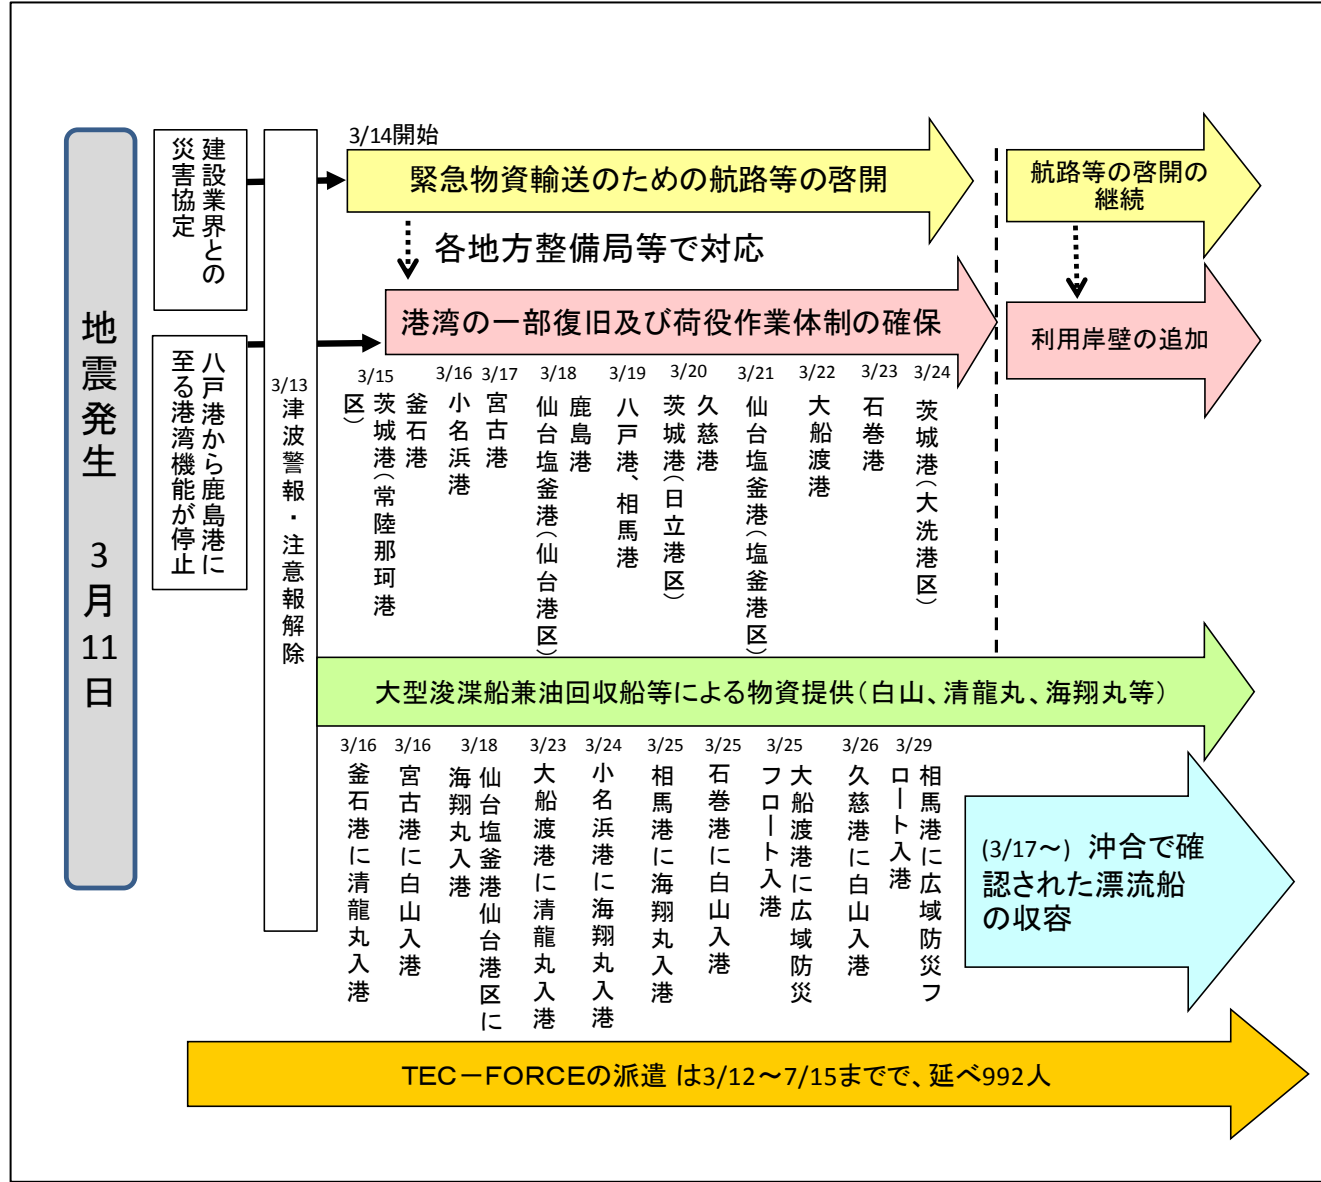 地震発生 3月11日
建設業界との
災害協定
八戸港から鹿島港に
至る港湾機能が停止
3/13
津波警報・注意報解除
3/14開始
緊急物資輸送のための航路等の啓開
航路等の啓開の
継続
各地方整備局等で対応
港湾の一部復旧及び荷役作業体制の確保
利用岸壁の追加
3/15
釜石港
茨城港(常陸那珂港
区)
3/16
小名浜港
3/17
宮古港
3/18
鹿島港
仙台塩釜港(仙台港区)
3/19
八戸港、相馬港
3/20
久慈港
茨城港(日立港区)
3/21
仙台塩釜港(塩釜港区)
3/22
大船渡港
3/23
石巻港
3/24
茨城港(大洗港区)
大型浚渫船兼油回収船等による物資提供(白山、清龍丸、海翔丸等)
3/16
釜石港に清龍丸入港
3/16
宮古港に白山入港
3/18
仙台塩釜港仙台港区に
海翔丸入港
3/23
大船渡港に清龍丸入港
3/24
小名浜港に海翔丸入港
3/25
相馬港に海翔丸入港
3/25
石巻港に白山入港
3/25
大船渡港に広域防災
フロート入港
3/26
久慈港に白山入港
3/29
相馬港に広域防災フ
ロート入港
(3/17～) 沖合で確
認された漂流船
の収容
TEC－FORCEの派遣 は3/12～7/15までで、延べ992人